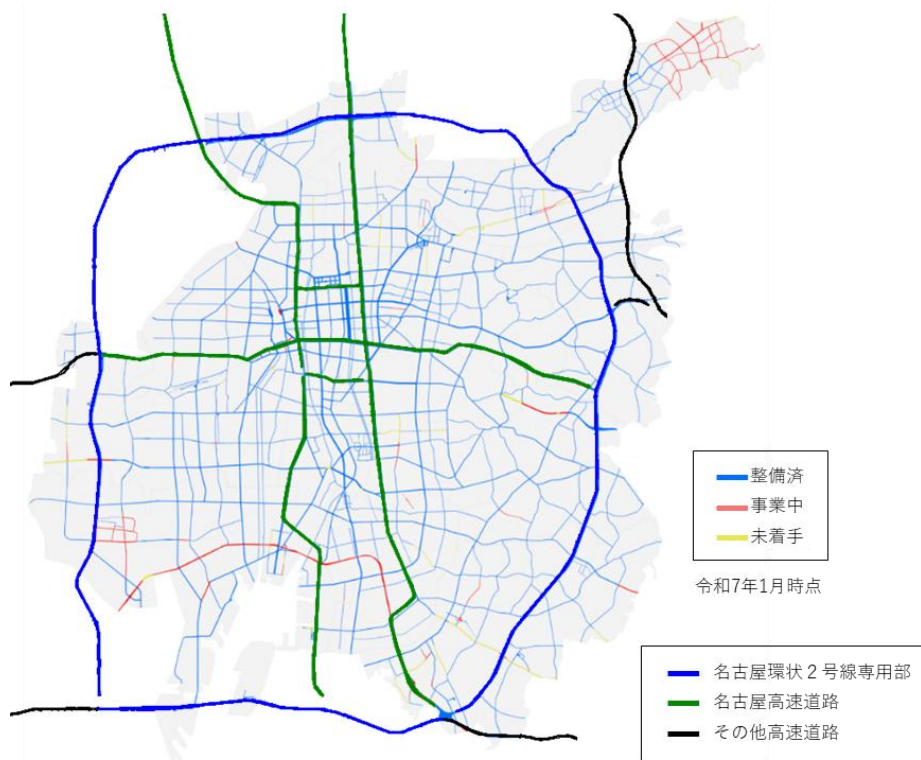 整備済
事業中
未着手
令和7年1月時点
名古屋環状２号線専用部
名古屋高速道路
その他高速道路